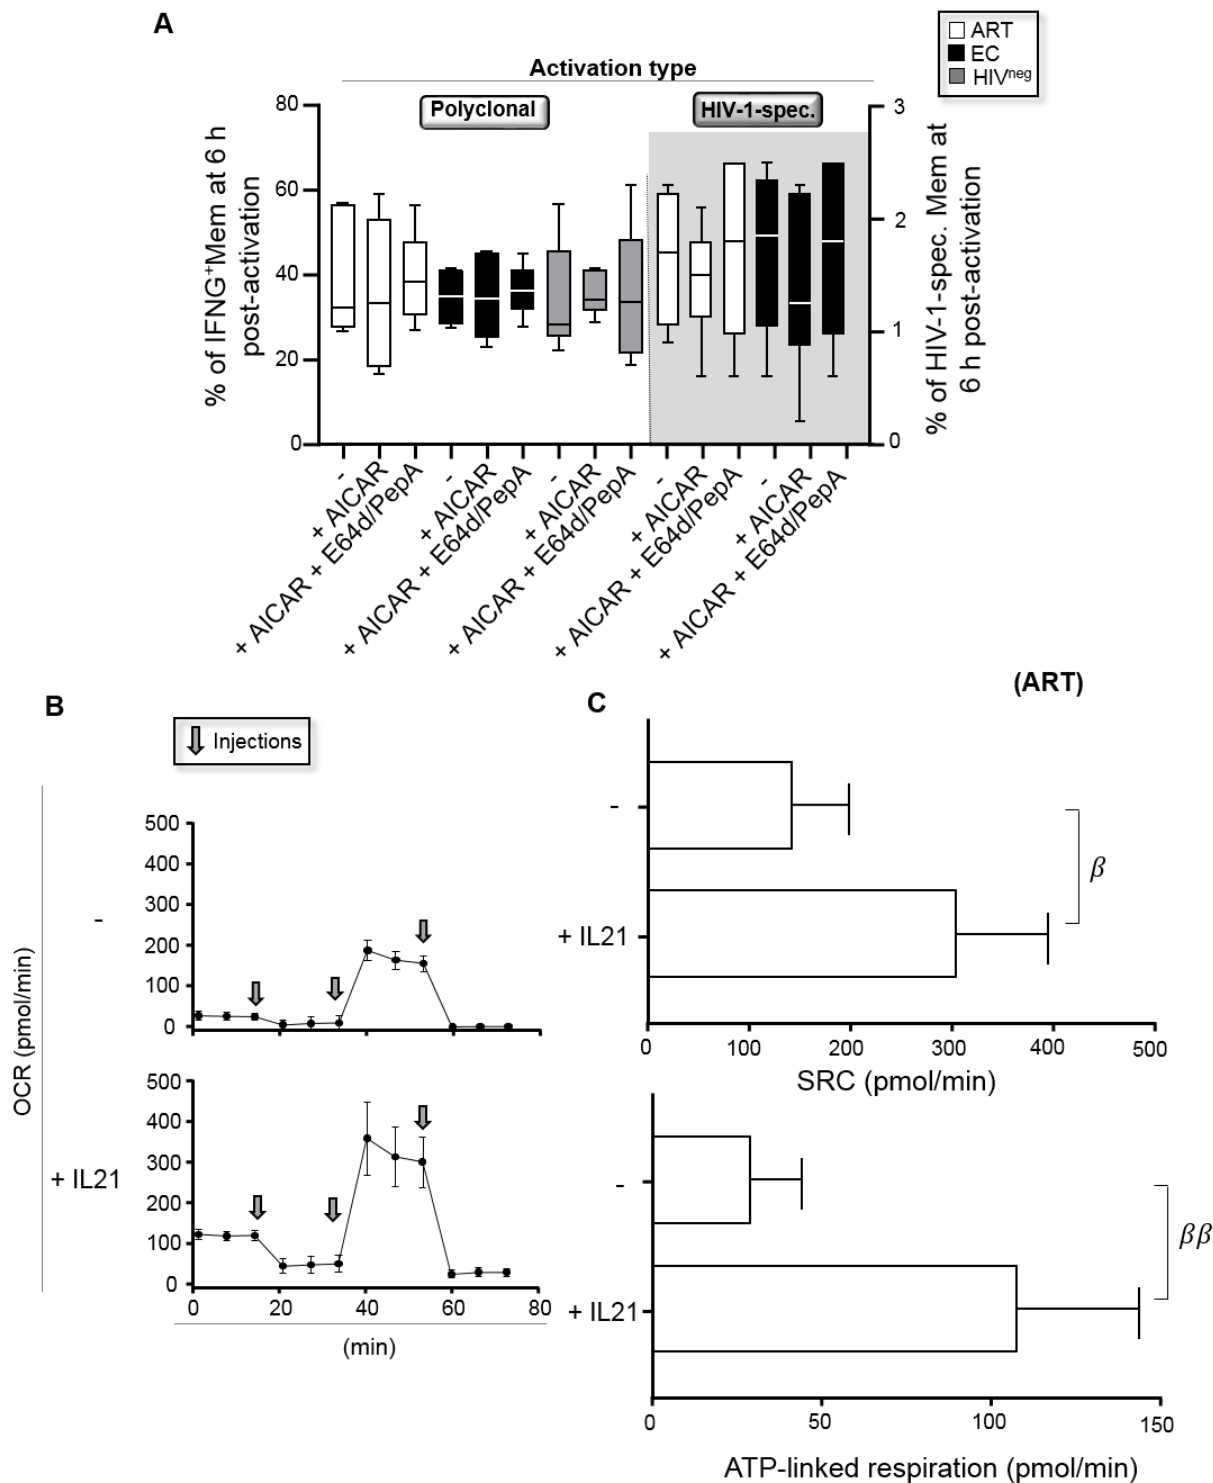 A
ART
EC
HIVneg
Activation type
Polyclonal
HIV-1-spec.
% of IFNG+Mem at 6 h
post-activation
80
60
40
20
0
3
2
1
0
% of HIV-1-spec. Mem at
6 h post-activation
-
+ AICAR
+ AICAR + E64d/PepA
-
+ AICAR
+ AICAR + E64d/PepA
-
+ AICAR
+ AICAR + E64d/PepA
-
+ AICAR
+ AICAR + E64d/PepA
-
+ AICAR
+ AICAR + E64d/PepA
B
Injections
OCR (pmol/min)
-
500
400
300
200
100
0
+ IL21
500
400
300
200
100
0
0 20 40 60 80
(min)
C
(ART)
-
+ IL21
β
0 100 200 300 400 500
SRC (pmol/min)
-
+ IL21
ββ
0 50 100 150
ATP-linked respiration (pmol/min)